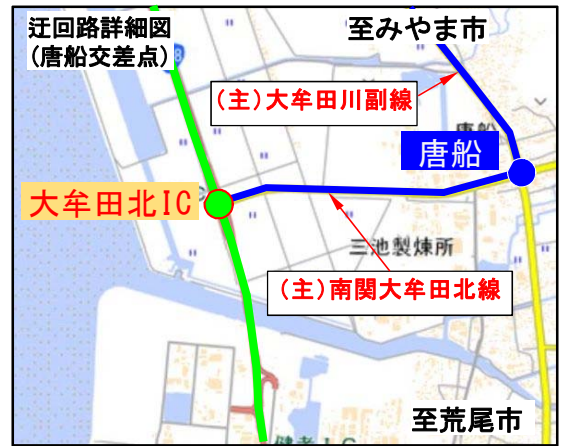 迂回路詳細図
(唐船交差点)
至みやま市
(主)大牟田川副線
唐船
唐船
大牟田北IC
三池製煉所
(主)南関大牟田北線
至荒尾市